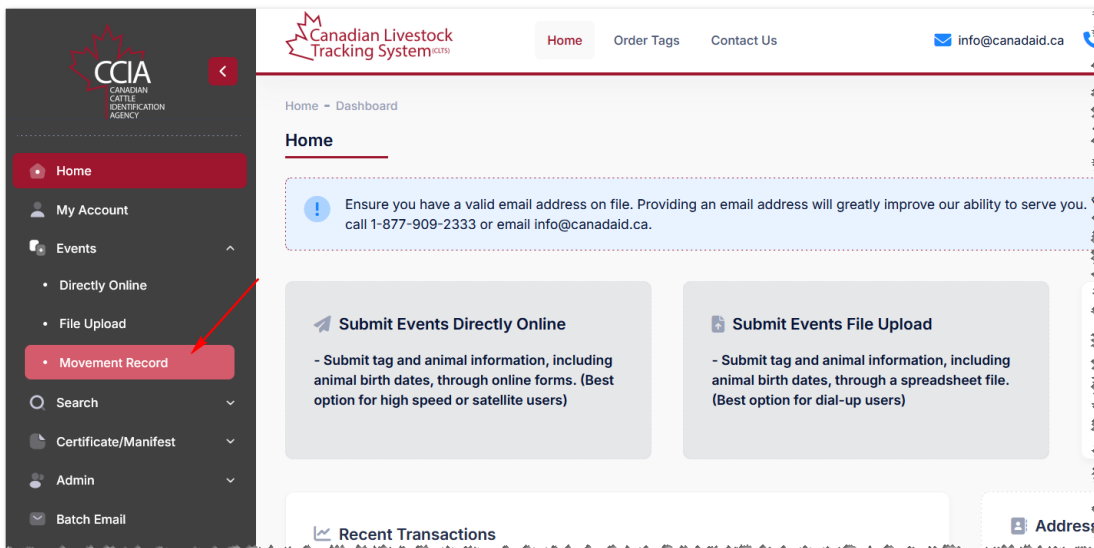 CCIA
CANADIAN
CATTLE
IDENTIFICATION
AGENCY
Home
My Account
Events
Directly Online
File Upload
Movement Record
Search
Certificate/Manifest
Admin
Batch Email
Canadian Livestock
Tracking System(CLTS)
Home
Order Tags
Contact Us
info@canadaid.ca
Home - Dashboard
Home
! Ensure you have a valid email address on file. Providing an email address will greatly improve our ability to serve you.
call 1-877-909-2333 or email info@canadaid.ca.
Submit Events Directly Online
- Submit tag and animal information, including
animal birth dates, through online forms. (Best
option for high speed or satellite users)
Submit Events File Upload
- Submit tag and animal information, including
animal birth dates, through a spreadsheet file.
(Best option for dial-up users)
Recent Transactions
Addres